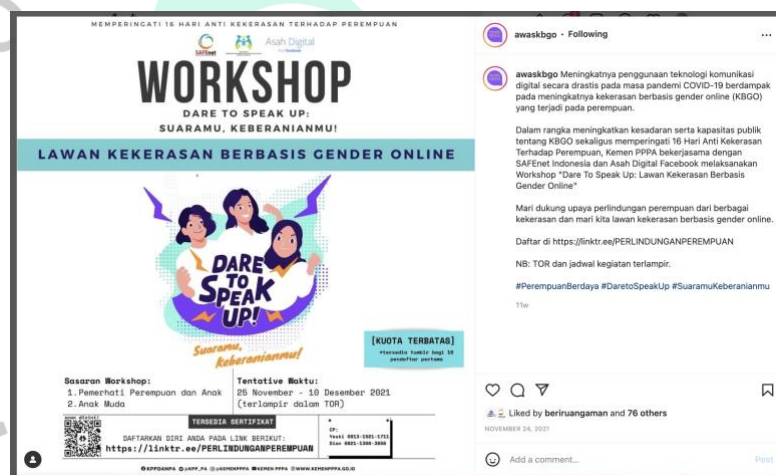 MEMPERINGATI 16 HARI ANTI KEKERASAN TERHADAP PEREMPUAN
SAFEnet
Asah Digital
WORKSHOP
DARE TO SPEAK UP:
SUARAMU, KEBERANIANMU!
LAWAN KEKERASAN BERBASIS GENDER ONLINE
DARE
TO
SPEAK
UP!
Suaramu,
Keberanianmu!
[KUOTA TERBATAS]
*tersedia tumblr bagi 50
pendaftar pertama
Sasaran Workshop:
1.Pemerhati Perempuan dan Anak
2.Anak Muda
Tentative Waktu:
25 November - 10 Desember 2021
(terlampir dalam TOR)
TERSEDIA SERTIFIKAT
DAFTARKAN DIRI ANDA PADA LINK BERIKUT:
https://linktr.ee/PERLINDUNGANPEREMPUAN
CP:
awaskbgo • Following
awaskbgo Meningkatnya penggunaan teknologi komunikasi
digital secara drastis pada masa pandemi COVID-19 berdampak
pada meningkatnya kekerasan berbasis gender online (KBGO)
yang terjadi pada perempuan.
Dalam rangka meningkatkan kesadaran serta kapasitas publik
tentang KBGO sekaligus memperingati 16 Hari Anti Kekerasan
Terhadap Perempuan, Kemen PPPA bekerjasama dengan
SAFEnet Indonesia dan Asah Digital Facebook melaksanakan
Workshop "Dare To Speak Up: Lawan Kekerasan Berbasis
Gender Online"
Mari dukung upaya perlindungan perempuan dari berbagai
kekerasan dan mari kita lawan kekerasan berbasis gender online.
Daftar di https://linktr.ee/PERLINDUNGANPEREMPUAN
NB: TOR dan jadwal kegiatan terlampir.
#PerempuanBerdaya #DaretoSpeakUp #SuaramuKeberanianmu
11w
Liked by beriruangaman and 76 others
NOVEMBER 24, 2021
Add a comment...
Post